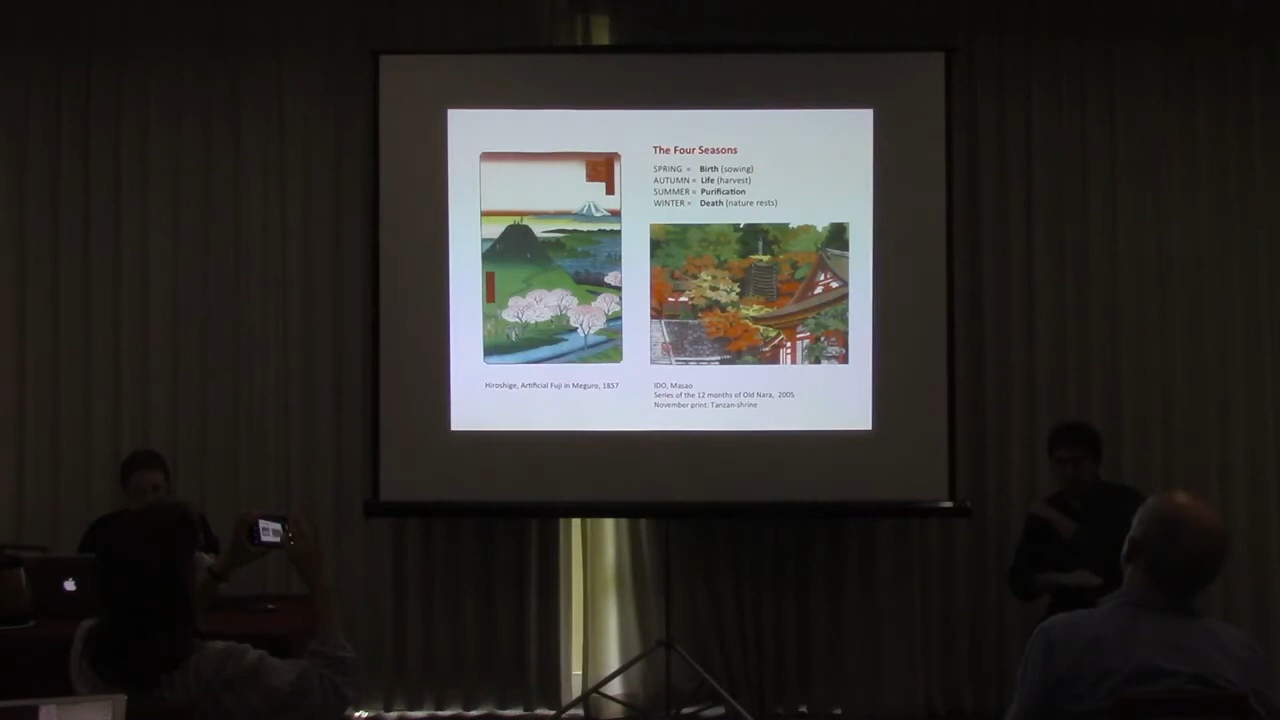 The Four Seasons
SPRING = Birth (sowing)
AUTUMN = Life (harvest)
SUMMER = Purification
WINTER = Death (nature rests)
Hiroshige, Artificial Fuji in Meguro, 1857
IDO, Masao
Series of the 12 months of Old Nara, 2005
November print: Tanzan-shrine